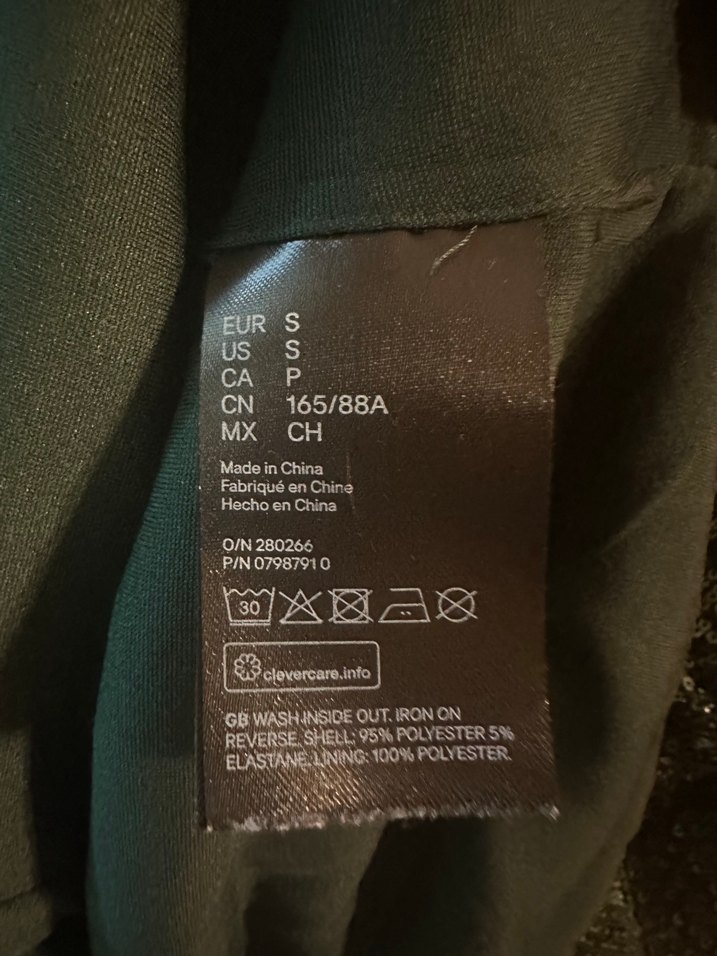 EUR S
US S
CA P
CN 165/88A
MX CH
Made in China
Fabriqué en Chine
Hecho en China
O/N 280266
P/N 0798791 0
30
clevercare.info
GB WASH INSIDE OUT. IRON ON
REVERSE. SHELL: 95% POLYESTER 5%
ELASTANE. LINING: 100% POLYESTER.